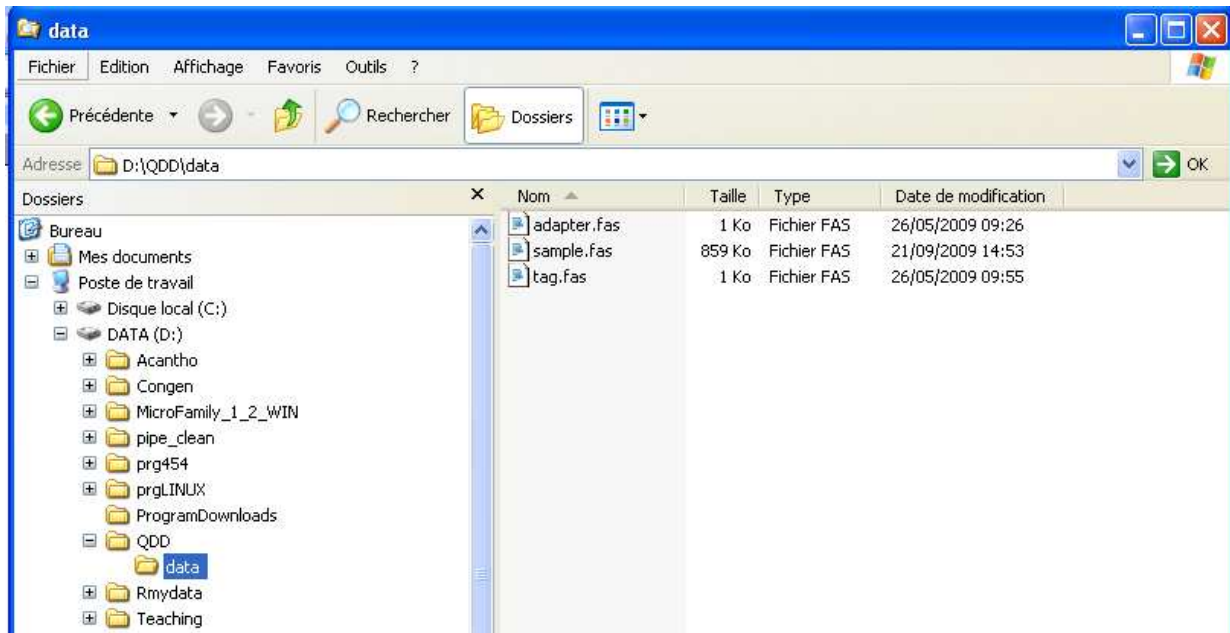 data
Fichier Edition Affichage Favoris Outils ?
Précédente Rechercher Dossiers
Adresse D:\QDD\data OK
Dossiers
Bureau
Mes documents
Poste de travail
Disque local (C:)
DATA (D:)
Acantho
Congen
MicroFamily_1_2_WIN
pipe_clean
prg454
prgLINUX
ProgramDownloads
QDD
data
Rmydata
Teaching
Nom Taille Type Date de modification
adapter.fas 1 Ko Fichier FAS 26/05/2009 09:26
sample.fas 859 Ko Fichier FAS 21/09/2009 14:53
tag.fas 1 Ko Fichier FAS 26/05/2009 09:55